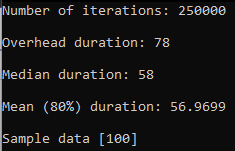 Number of iterations: 250000
Overhead duration: 78
Median duration: 58
Mean (80%) duration: 56.9699
Sample data [100]